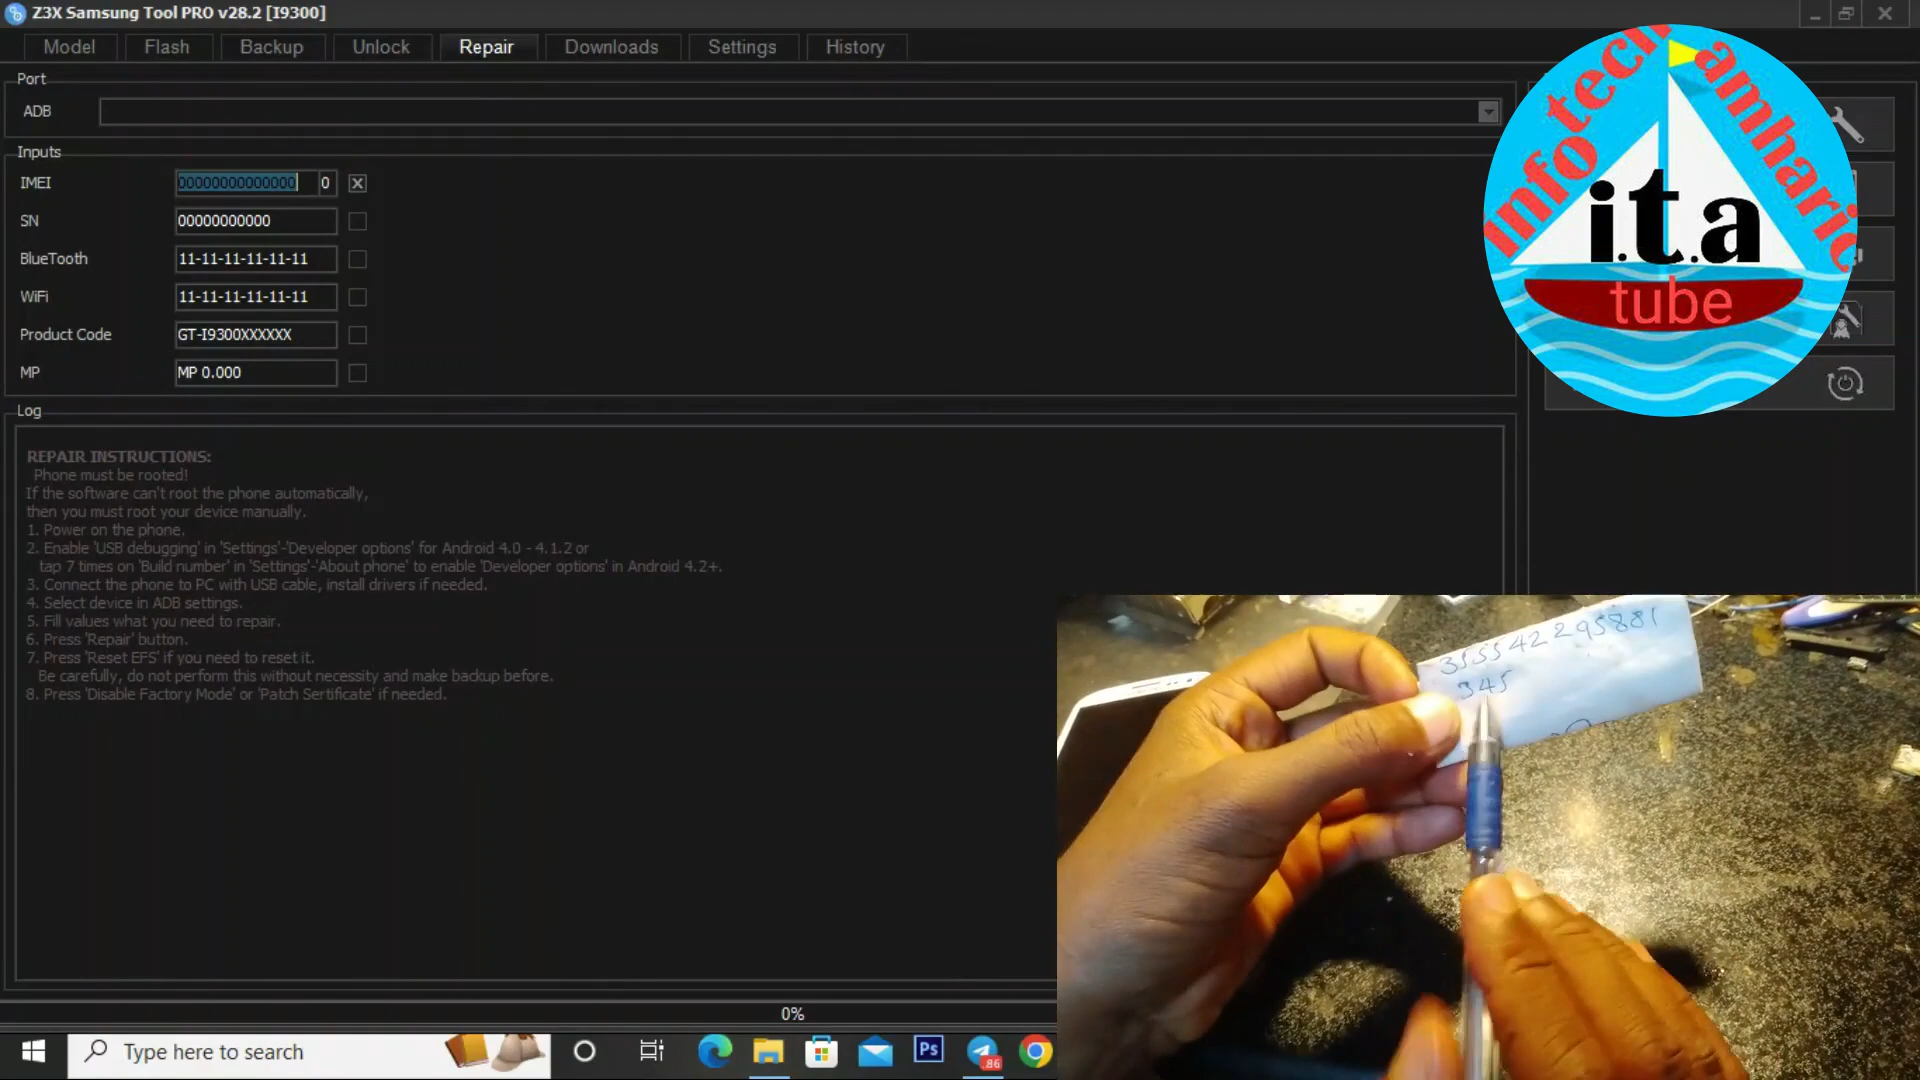 Z3X Samsung Tool PRO v28.2 [I9300]
Model Flash Backup Unlock Repair Downloads Settings History
Port
ADB
Inputs
IMEI 00000000000000 0
SN 00000000000
BlueTooth 11-11-11-11-11-11
WiFi 11-11-11-11-11-11
Product Code GT-I9300XXXXXX
MP MP 0.000
Log
REPAIR INSTRUCTIONS:
Phone must be rooted!
If the software can't root the phone automatically,
then you must root your device manually.
1. Power on the phone.
2. Enable 'USB debugging' in 'Settings'-'Developer options' for Android 4.0 - 4.1.2 or
tap 7 times on 'Build number' in 'Settings'-'About phone' to enable 'Developer options' in Android 4.2+.
3. Connect the phone to PC with USB cable, install drivers if needed.
4. Select device in ADB settings.
5. Fill values what you need to repair.
6. Press 'Repair' button.
7. Press 'Reset EFS' if you need to reset it.
Be carefully, do not perform this without necessity and make backup before.
8. Press 'Disable Factory Mode' or 'Patch Sertificate' if needed.
0%
Type here to search
Ps
86
infotech amharic
i.t.a
tube
355542295881
345